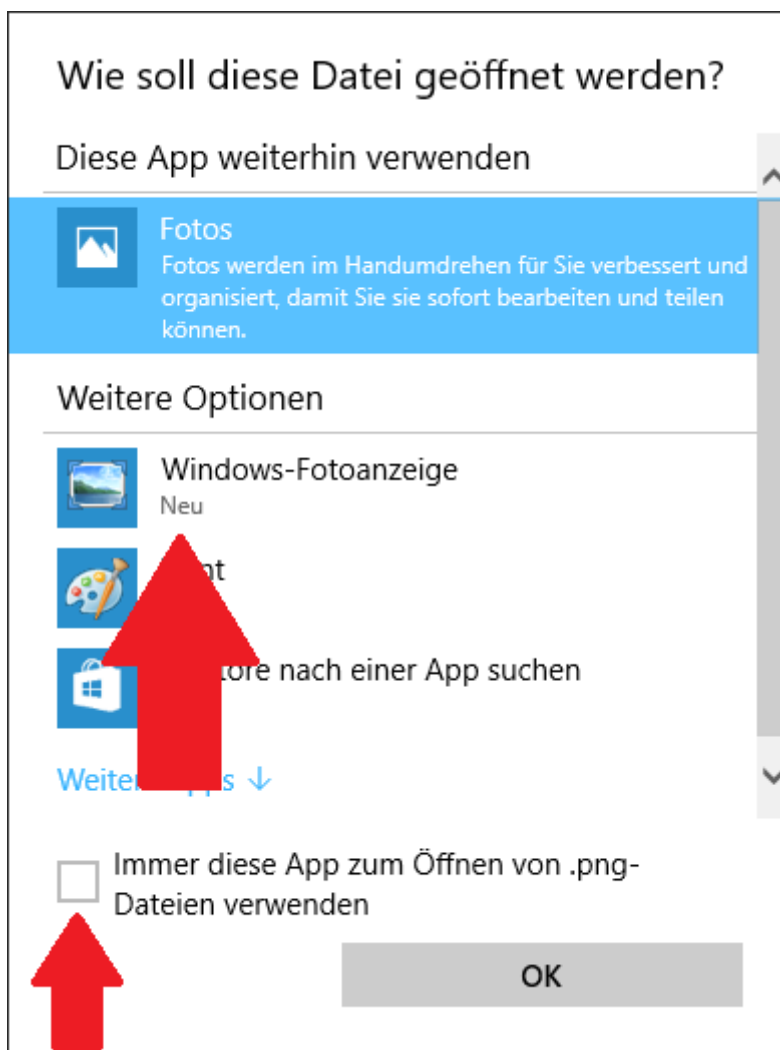 Wie soll diese Datei geöffnet werden?
Diese App weiterhin verwenden
Fotos
Fotos werden im Handumdrehen für Sie verbessert und
organisiert, damit Sie sie sofort bearbeiten und teilen
können.
Weitere Optionen
Windows-Fotoanzeige
Neu
nach einer App suchen
Immer diese App zum Öffnen von .png-
Dateien verwenden
OK